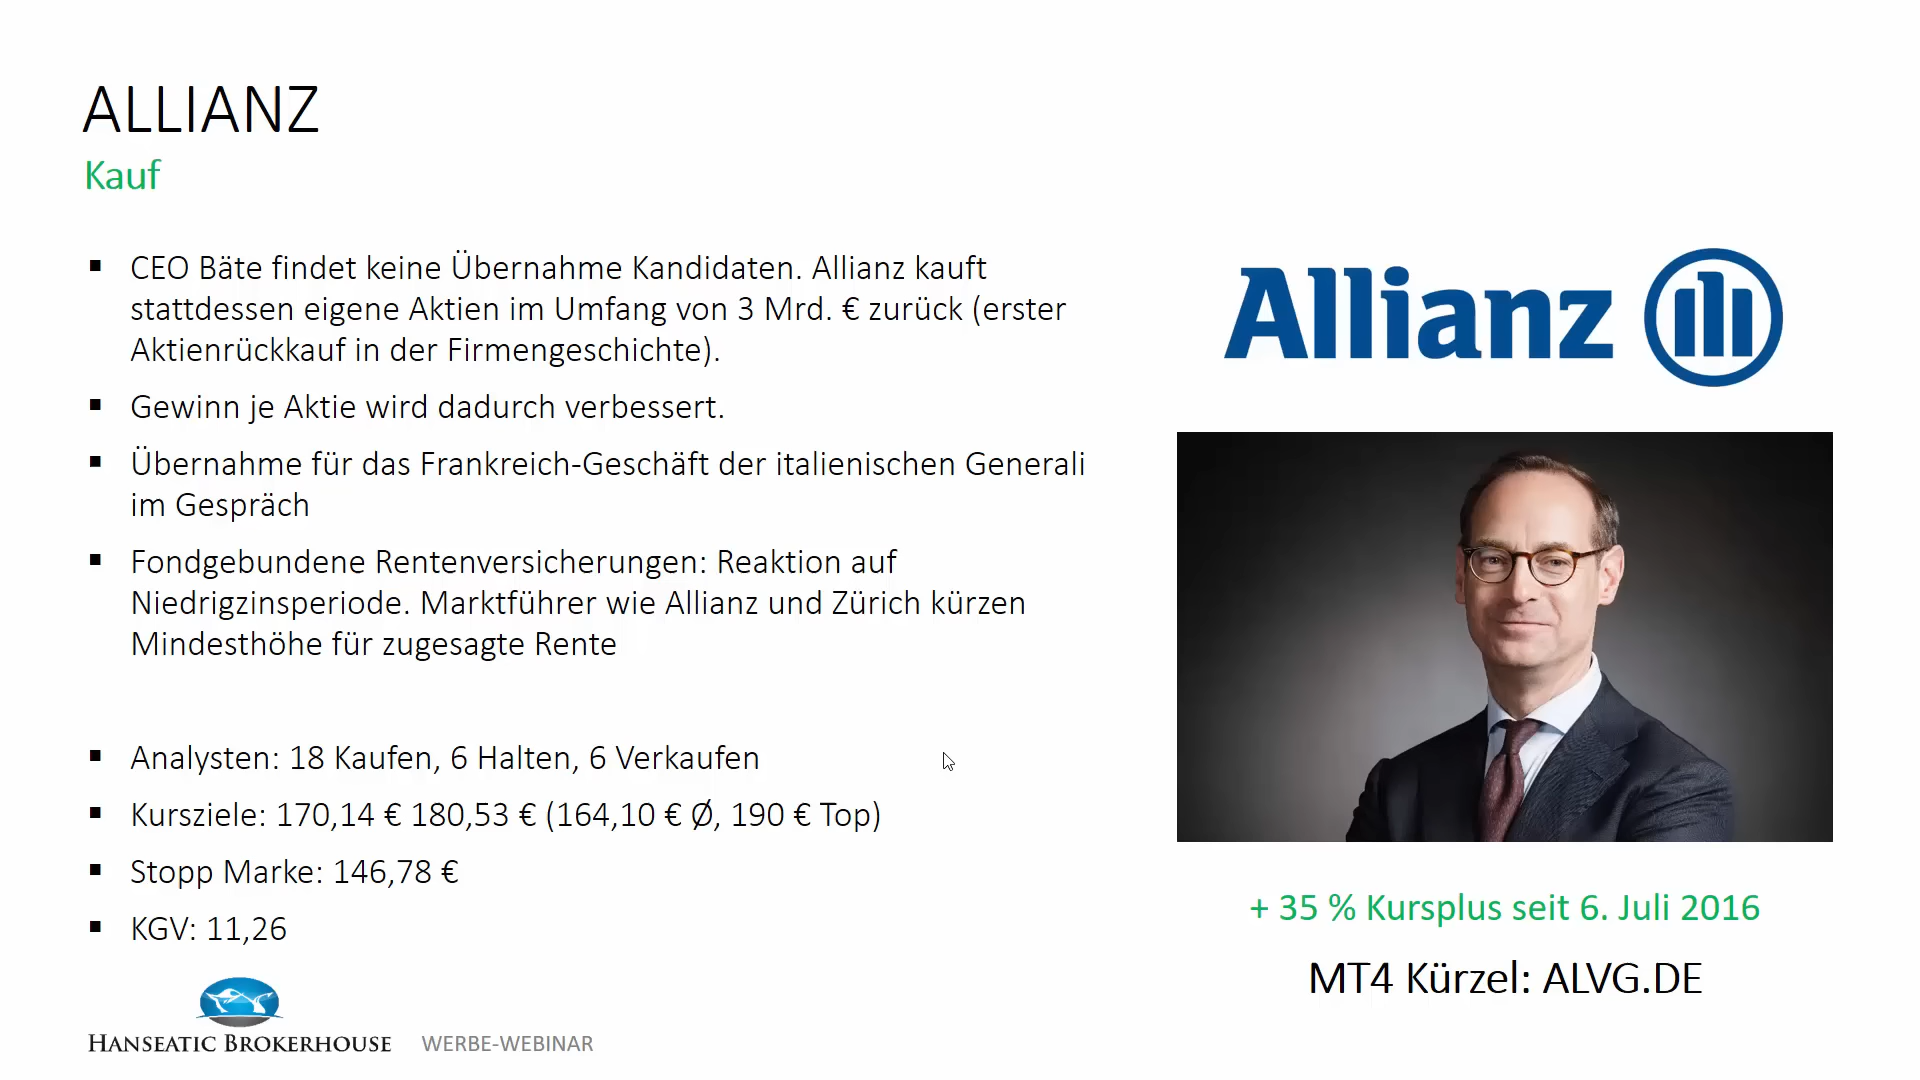 ALLIANZ
Kauf
CEO Bäte findet keine Übernahme Kandidaten. Allianz kauft
stattdessen eigene Aktien im Umfang von 3 Mrd. € zurück (erster
Aktienrückkauf in der Firmengeschichte).
Gewinn je Aktie wird dadurch verbessert.
Übernahme für das Frankreich-Geschäft der italienischen Generali
im Gespräch
Fondgebundene Rentenversicherungen: Reaktion auf
Niedrigzinsperiode. Marktführer wie Allianz und Zürich kürzen
Mindesthöhe für zugesagte Rente
Analysten: 18 Kaufen, 6 Halten, 6 Verkaufen
Kursziele: 170,14 € 180,53 € (164,10 € Ø, 190 € Top)
Stopp Marke: 146,78 €
KGV: 11,26
Allianz
+ 35 % Kursplus seit 6. Juli 2016
MT4 Kürzel: ALVG.DE
HANSEATIC BROKERHOUSE
WERBE-WEBINAR